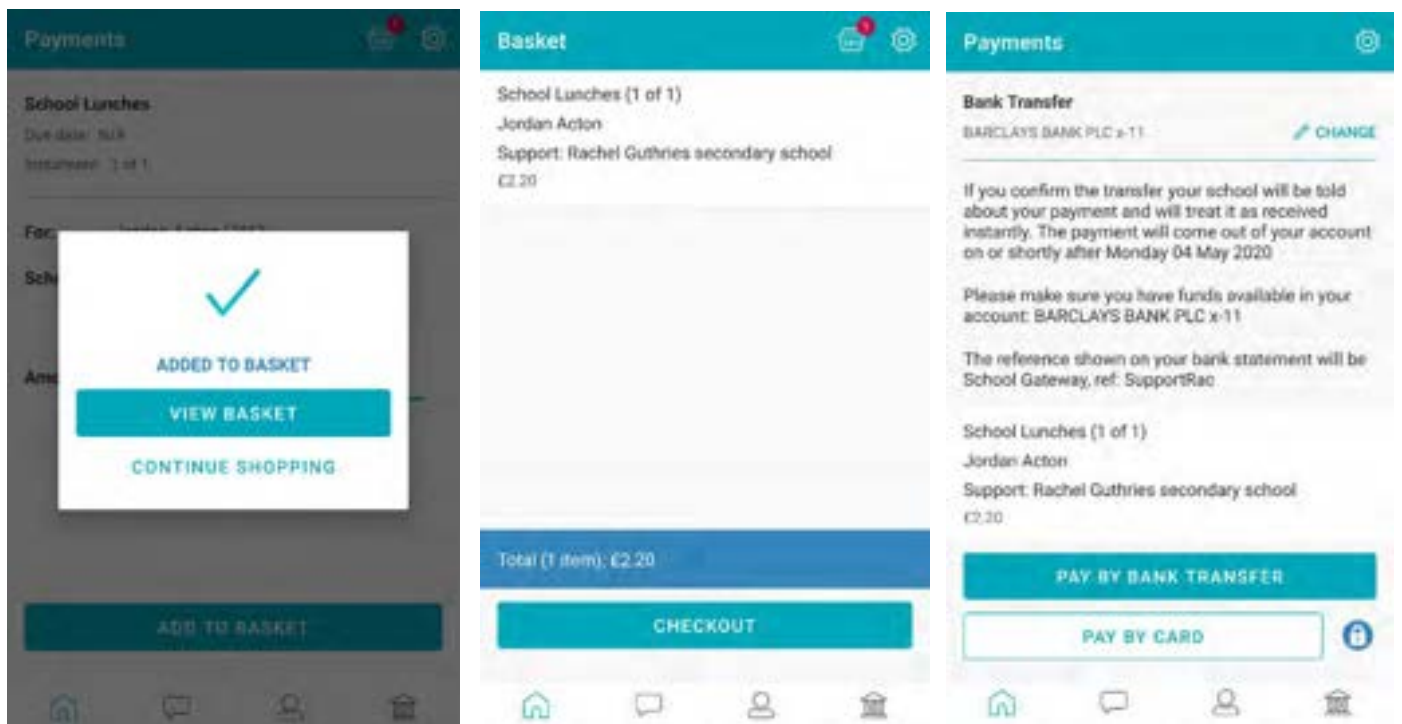 Payments
School Lunches
Due date: N/A
Instalment: 1 of 1
For:
ADDED TO BASKET
VIEW BASKET
CONTINUE SHOPPING
ADD TO BASKET
Basket
School Lunches (1 of 1)
Jordan Acton
Support: Rachel Guthries secondary school
£2.20
Total (1 item): £2.20
CHECKOUT
Payments
Bank Transfer
BARCLAYS BANK PLC x-11
CHANGE
If you confirm the transfer your school will be told
about your payment and will treat it as received
instantly. The payment will come out of your account
on or shortly after Monday 04 May 2020
Please make sure you have funds available in your
account: BARCLAYS BANK PLC x-11
The reference shown on your bank statement will be
School Gateway, ref: SupportRac
School Lunches (1 of 1)
Jordan Acton
Support: Rachel Guthries secondary school
£2.20
PAY BY BANK TRANSFER
PAY BY CARD